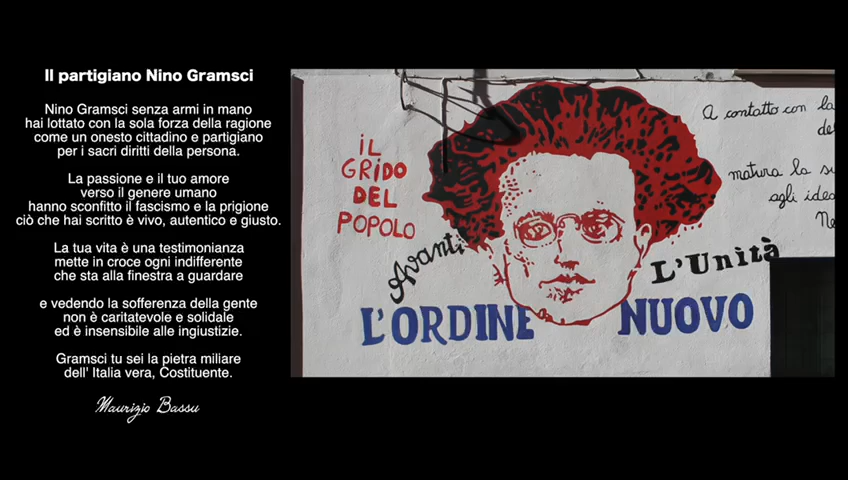 Il partigiano Nino Gramsci
Nino Gramsci senza armi in mano
hai lottato con la sola forza della ragione
come un onesto cittadino e partigiano
per i sacri diritti della persona.
La passione e il tuo amore
verso il genere umano
hanno sconfitto il fascismo e la prigione
ciò che hai scritto è vivo, autentico e giusto.
La tua vita è una testimonianza
mette in croce ogni indifferente
che sta alla finestra a guardare
e vedendo la sofferenza della gente
non è caritatevole e solidale
ed è insensibile alle ingiustizie.
Gramsci tu sei la pietra miliare
dell' Italia vera, Costituente.
Maurizio Bassu
IL
GRIDO
DEL
POPOLO
Avanti
L'Unità
L'ORDINE NUOVO
A contatto con la
de
matura la su
agli idea
Ne